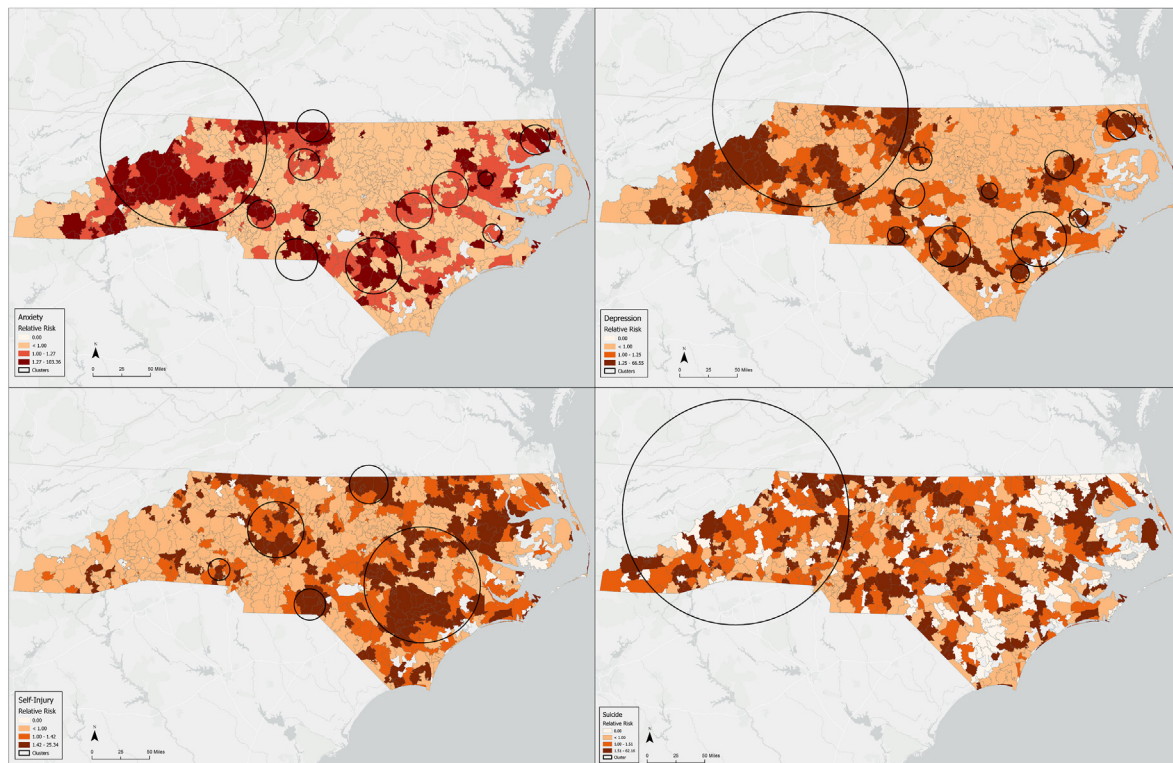 Anxiety
Relative Risk
0.00
< 1.00
1.00 - 1.27
1.27 - 103.36
Clusters
N
0 25 50 Miles
Depression
Relative Risk
0.00
< 1.00
1.00 - 1.25
1.25 - 66.55
Clusters
N
0 25 50 Miles
Self-Injury
Relative Risk
0.00
< 1.00
1.00 - 1.42
1.42 - 25.34
Clusters
N
0 25 50 Miles
Suicide
Relative Risk
0.00
< 1.00
1.00 - 1.51
Cluster
N
0 25 50 Miles